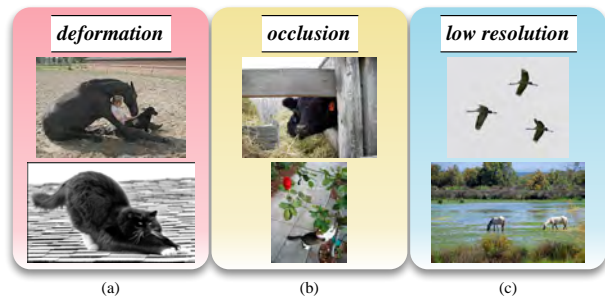 deformation
occlusion
low resolution
(a)
(b)
(c)